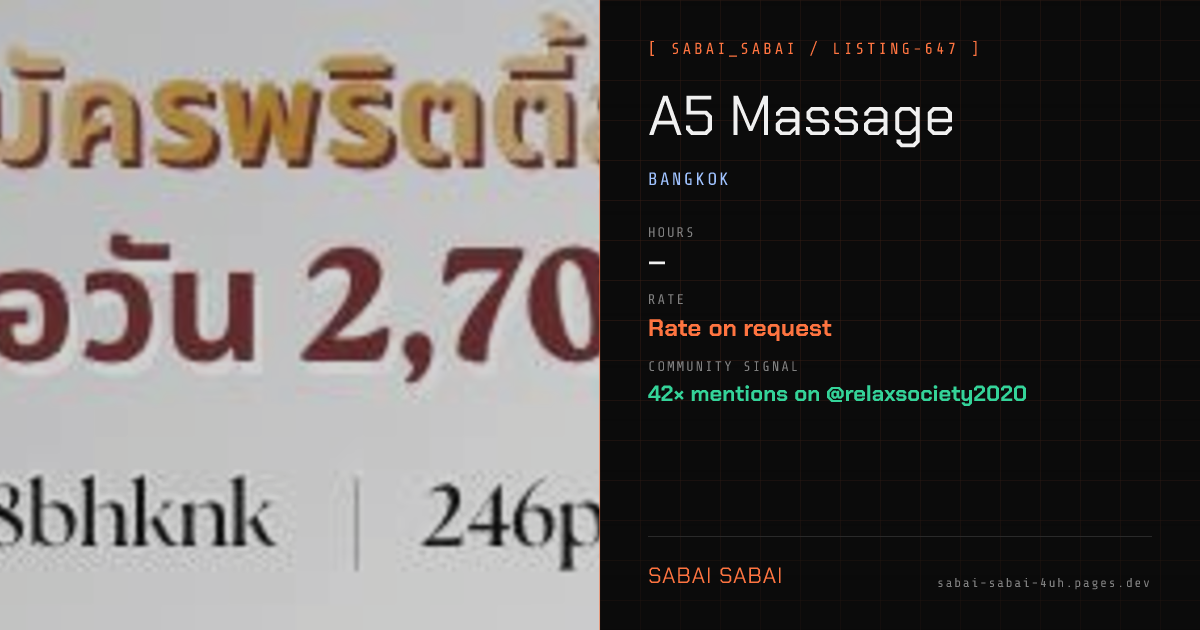 มัครพริตตี้
อวัน 2,70
8bhknk | 246p
[ SABAI_SABAI / LISTING-647 ]
A5 Massage
BANGKOK
HOURS
—
RATE
Rate on request
COMMUNITY SIGNAL
42× mentions on @relaxsociety2020
SABAI SABAI
sabai-sabai-4uh.pages.dev